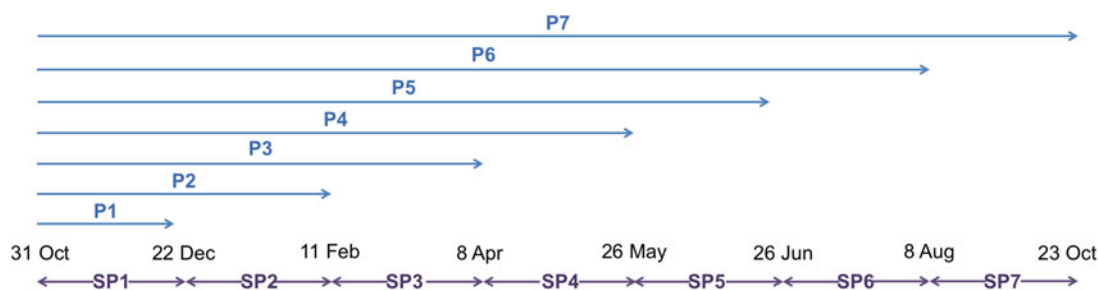 P7
P6
P5
P4
P3
P2
P1
31 Oct 22 Dec 11 Feb 8 Apr 26 May 26 Jun 8 Aug 23 Oct
SP1 SP2 SP3 SP4 SP5 SP6 SP7